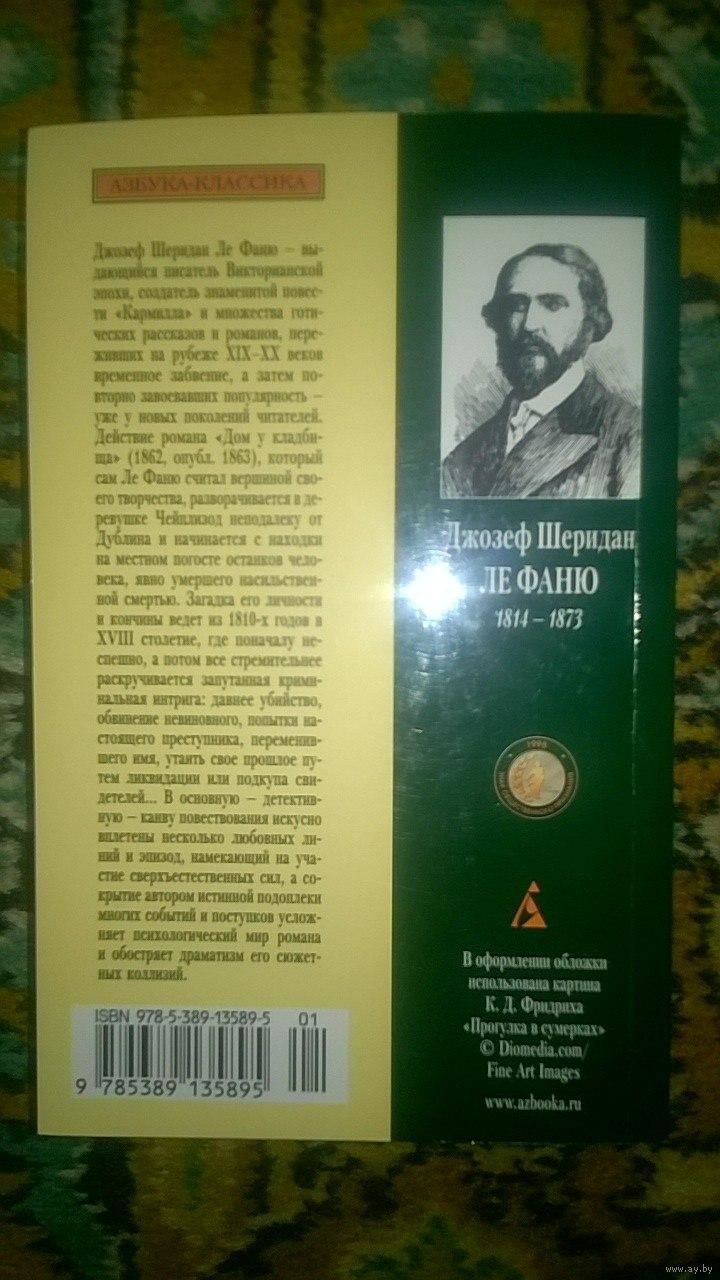 АЗБУКА-КЛАССИКА
Джозеф Шеридан Ле Фаню – вы-
дающийся писатель Викторианской
эпохи, создатель знаменитой повес-
ти «Кармилла» и множества готи-
ческих рассказов и романов, пере-
живших на рубеже XIX–XX веков
временное забвение, а затем по-
вторно завоевавших популярность –
уже у новых поколений читателей.
Действие романа «Дом у кладби-
ща» (1862, опубл. 1863), который
сам Ле Фаню считал вершиной сво-
его творчества, разворачивается в де-
ревушке Чейплизод неподалеку от
Дублина и начинается с находки
на местном погосте останков чело-
века, явно умершего насильствен-
ной смертью. Загадка его личности
и кончины ведет из 1810-х годов в
XVIII столетие, где поначалу не-
спешно, а потом все стремительнее
раскручивается запутанная крими-
нальная интрига: давнее убийство,
обвинение невиновного, попытки на-
стоящего преступника, переменив-
шего имя, утаить свое прошлое пу-
тем ликвидации или подкупа сви-
детелей... В основную – детектив-
ную – канву повествования искусно
вплетены несколько любовных ли-
ний и эпизод, намекающий на уча-
стие сверхъестественных сил, а со-
крытие автором истинной подоплеки
многих событий и поступков услож-
няет психологический мир романа
и обостряет драматизм его сюжет-
ных коллизий.
ISBN 978-5-389-13589-5
01
9 785389 135895
Джозеф Шеридан
ЛЕ ФАНЮ
1814 – 1873
1996
В оформлении обложки
использована картина
К. Д. Фридриха
«Прогулка в сумерках»
© Diomedia.com/
Fine Art Images
www.azbooka.ru
www.ay.by